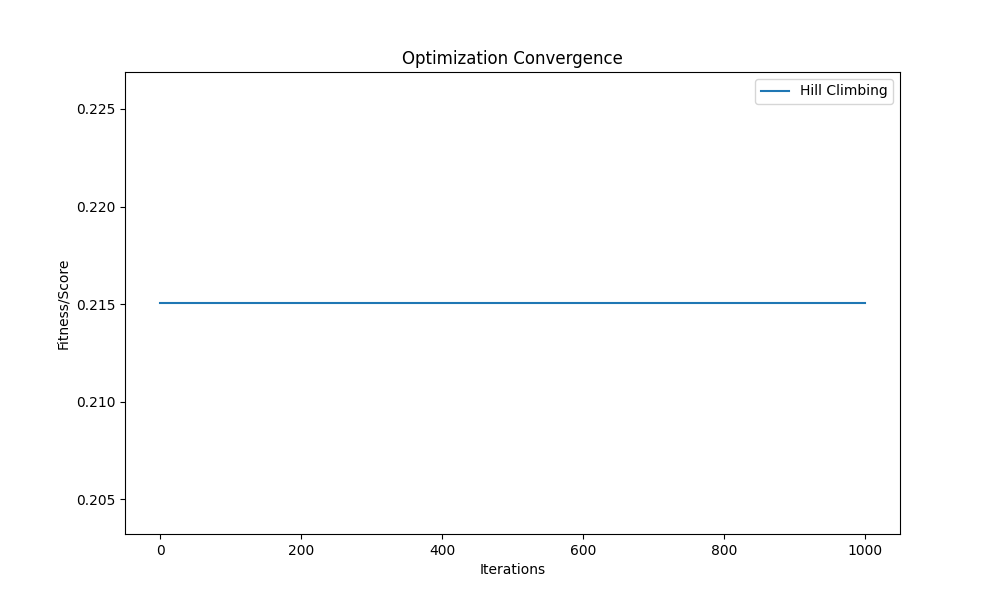 Optimization Convergence
Hill Climbing
0.225
0.220
0.215
0.210
0.205
Fitness/Score
0 200 400 600 800 1000
Iterations